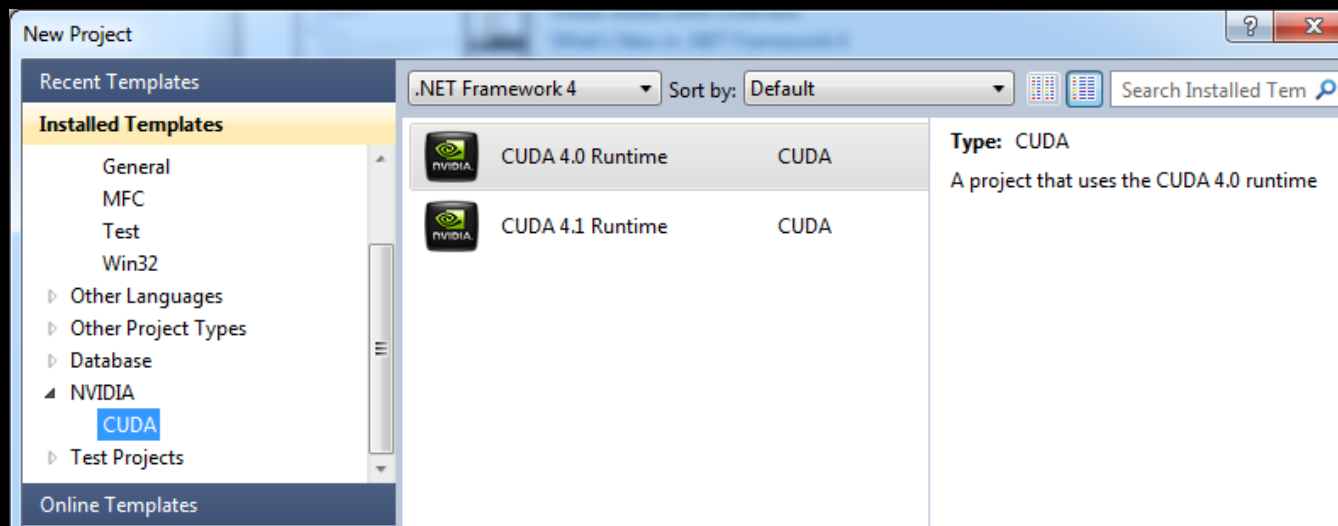 New Project
Recent Templates
Installed Templates
General
MFC
Test
Win32
Other Languages
Other Project Types
Database
NVIDIA
CUDA
Test Projects
Online Templates
.NET Framework 4
Sort by:
Default
Search Installed Tem
NVIDIA.
CUDA 4.0 Runtime CUDA
NVIDIA.
CUDA 4.1 Runtime CUDA
Type: CUDA
A project that uses the CUDA 4.0 runtime